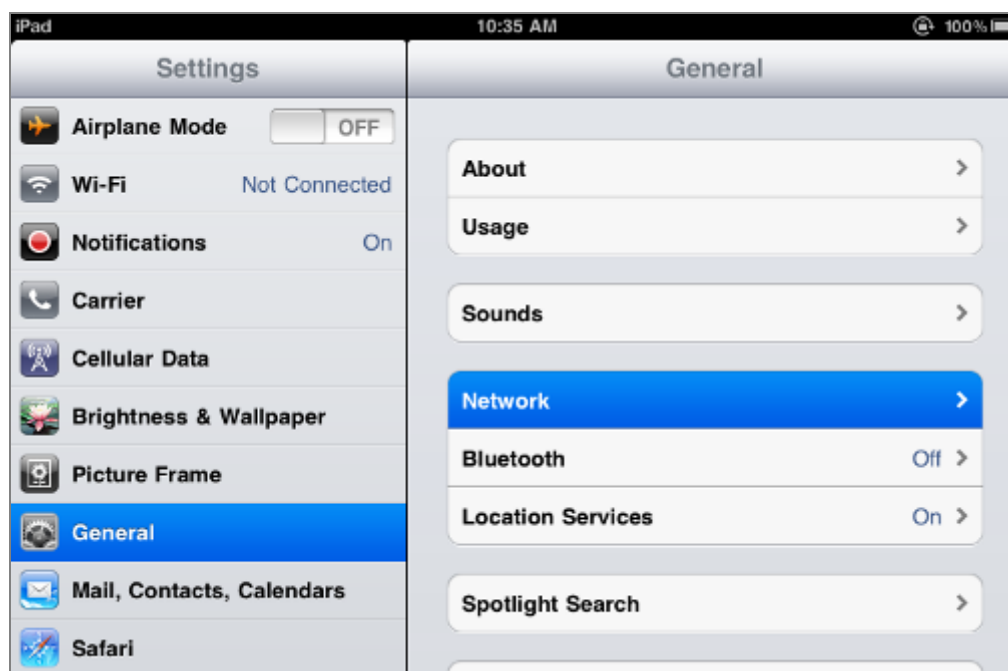 iPad 10:35 AM 100%
Settings
Airplane Mode OFF
Wi-Fi Not Connected
Notifications On
Carrier
Cellular Data
Brightness & Wallpaper
Picture Frame
General
Mail, Contacts, Calendars
Safari
General
About
Usage
Sounds
Network
Bluetooth Off
Location Services On
Spotlight Search